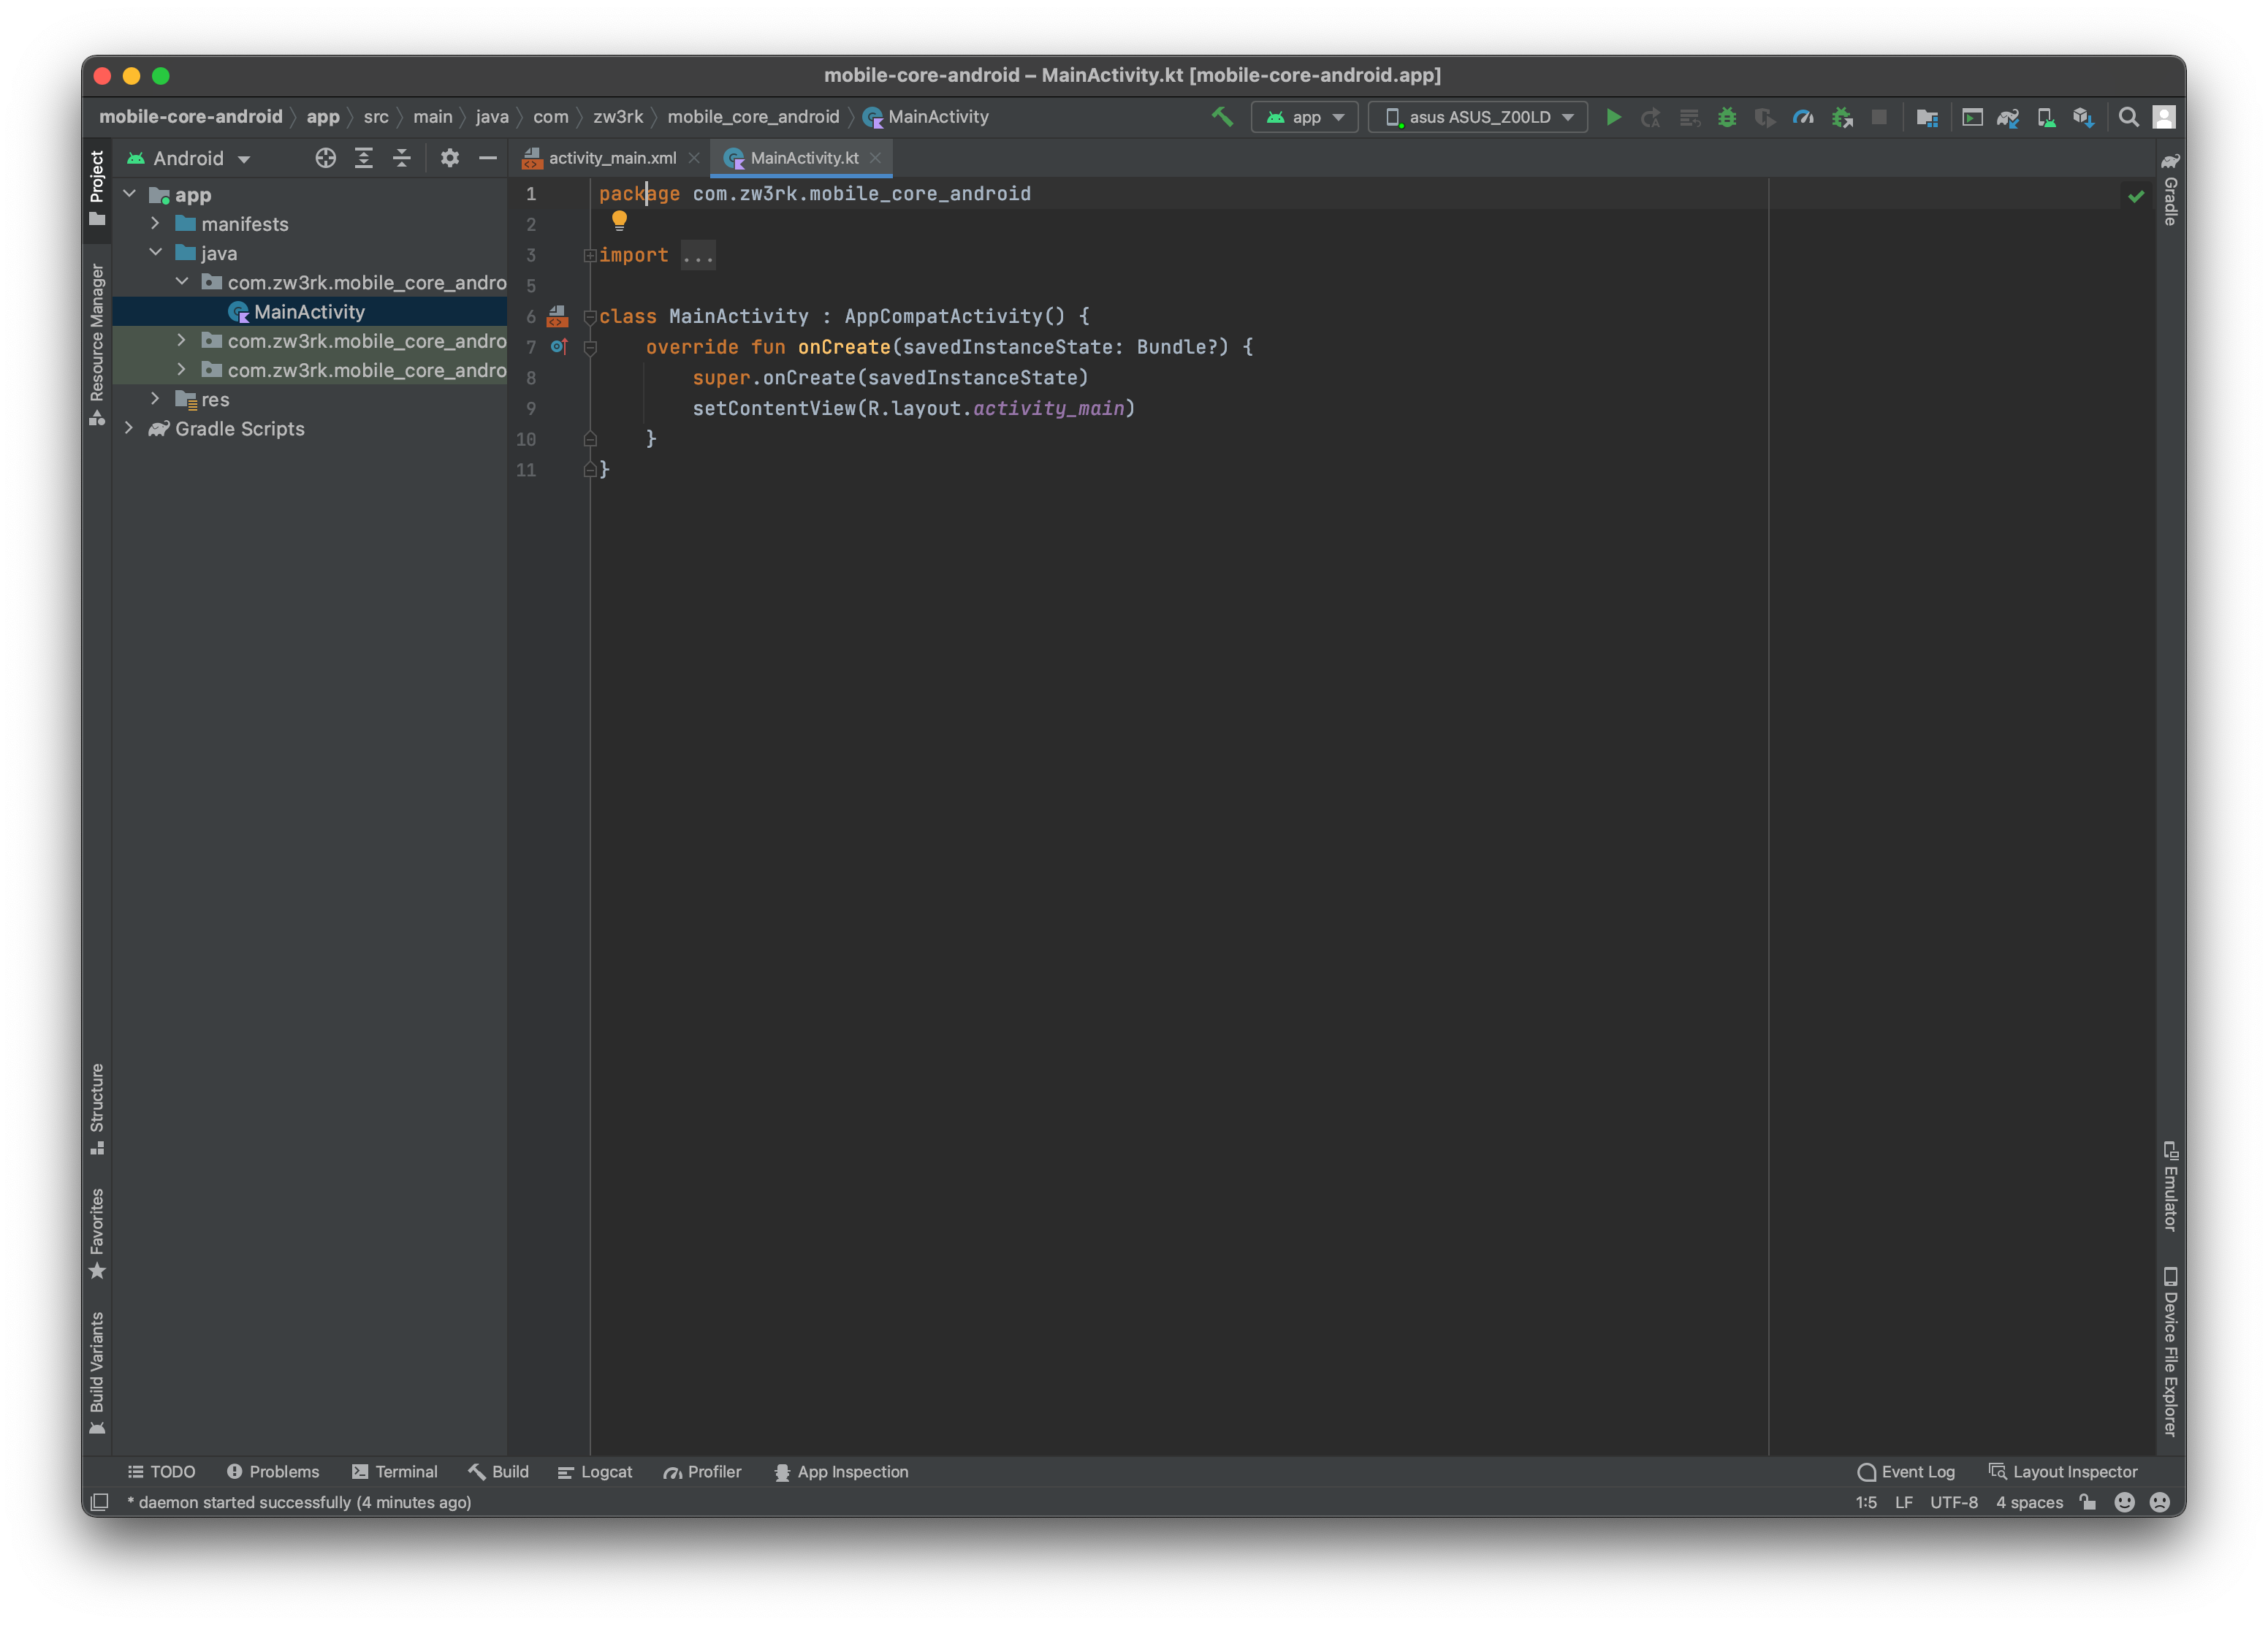 mobile-core-android – MainActivity.kt [mobile-core-android.app]
mobile-core-android app src main java com zw3rk mobile_core_android MainActivity app asus ASUS_Z00LD
Project
Resource Manager
Structure
Favorites
Build Variants
Android
app
manifests
java
com.zw3rk.mobile_core_andro
MainActivity
com.zw3rk.mobile_core_andro
com.zw3rk.mobile_core_andro
res
Gradle Scripts
activity_main.xml MainActivity.kt
1 package com.zw3rk.mobile_core_android
2
3 import ...
5
6 class MainActivity : AppCompatActivity() {
7 override fun onCreate(savedInstanceState: Bundle?) {
8 super.onCreate(savedInstanceState)
9 setContentView(R.layout.activity_main)
10 }
11 }
Gradle
Emulator
Device File Explorer
TODO Problems Terminal Build Logcat Profiler App Inspection Event Log Layout Inspector
* daemon started successfully (4 minutes ago) 1:5 LF UTF-8 4 spaces